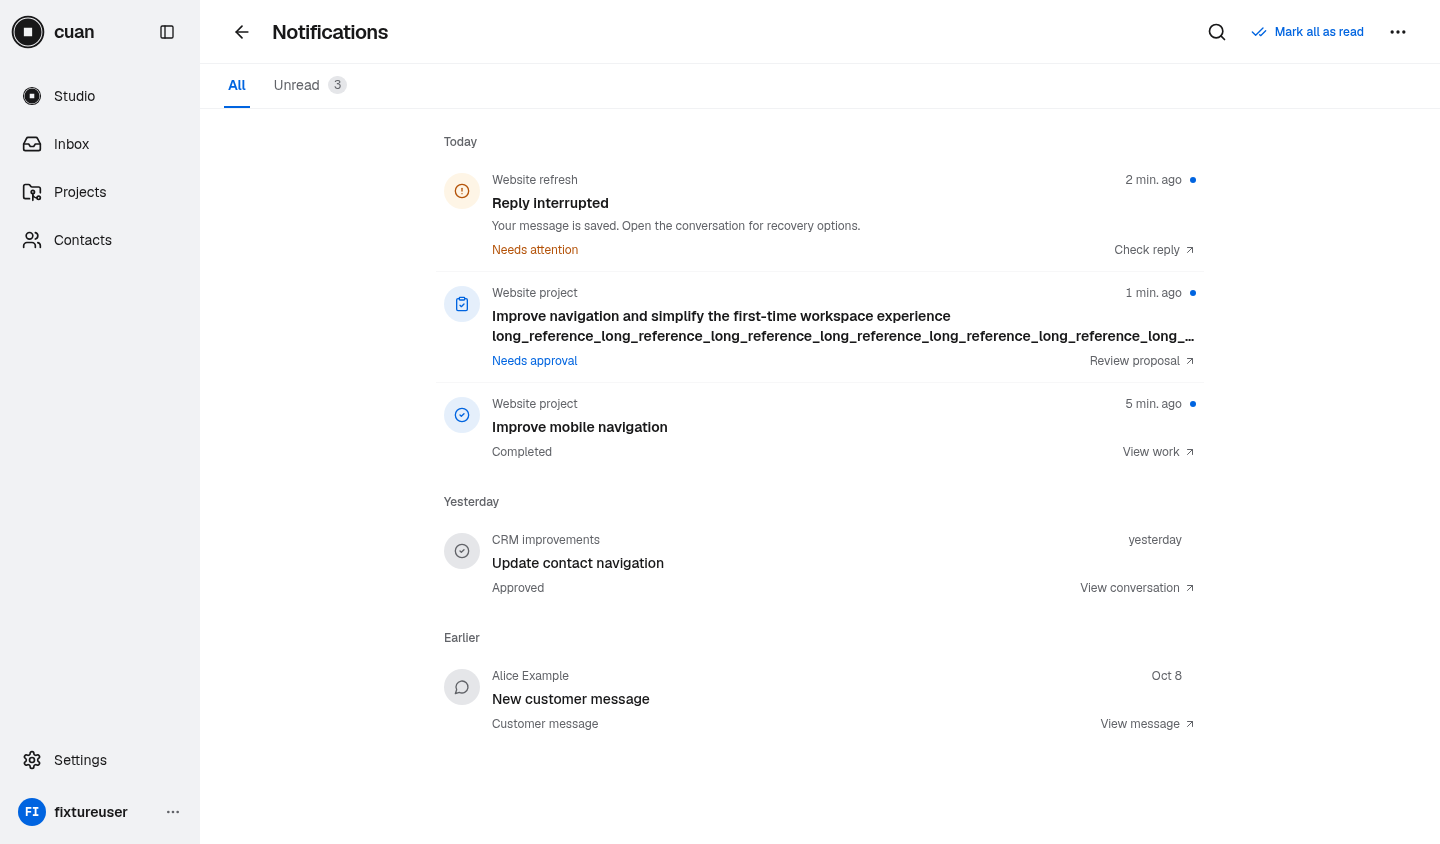 cuan
Notifications
Mark all as read
Studio
Inbox
Projects
Contacts
Settings
FI fixtureuser
All
Unread 3
Today
Website refresh 2 min. ago
Reply interrupted
Your message is saved. Open the conversation for recovery options.
Needs attention Check reply
Website project 1 min. ago
Improve navigation and simplify the first-time workspace experience
long_reference_long_reference_long_reference_long_reference_long_reference_long_reference_long_…
Needs approval Review proposal
Website project 5 min. ago
Improve mobile navigation
Completed View work
Yesterday
CRM improvements yesterday
Update contact navigation
Approved View conversation
Earlier
Alice Example Oct 8
New customer message
Customer message View message